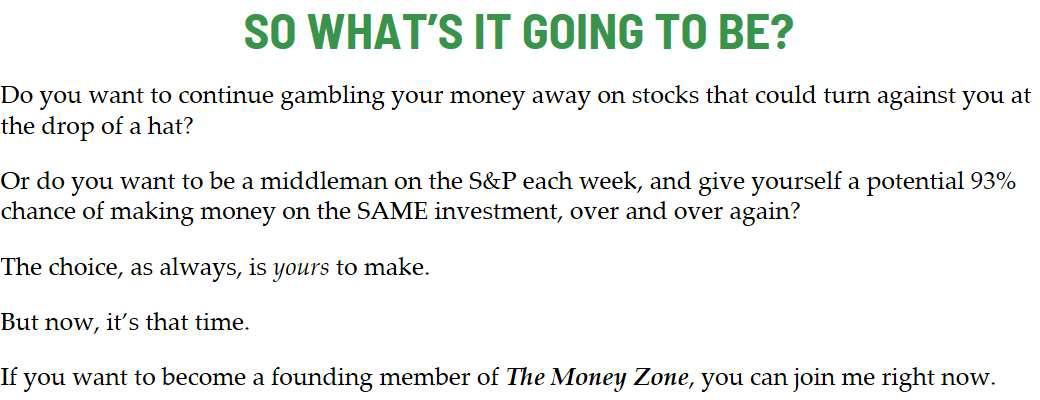 SO WHAT’S IT GOING TO BE?
Do you want to continue gambling your money away on stocks that could turn against you at
the drop of a hat?
Or do you want to be a middleman on the S&P each week, and give yourself a potential 93%
chance of making money on the SAME investment, over and over again?
The choice, as always, is yours to make.
But now, it’s that time.
If you want to become a founding member of The Money Zone, you can join me right now.